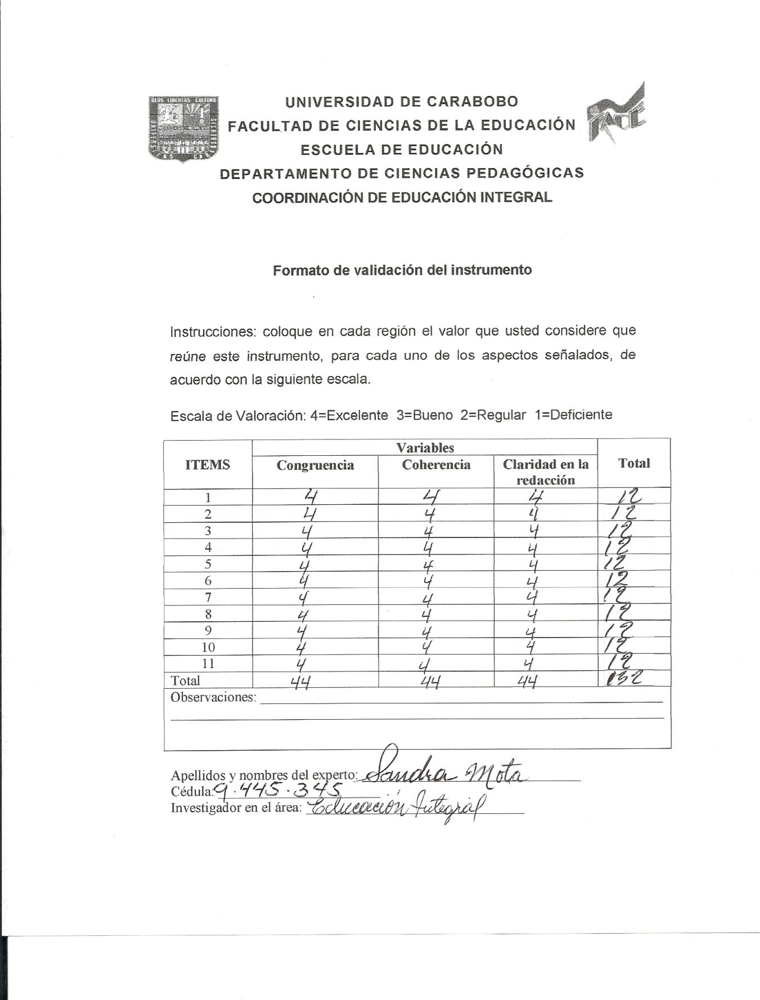 DEUS LIBERTAS CULTURA
UNIVERSIDAD DE CARABOBO
FACULTAD DE CIENCIAS DE LA EDUCACIÓN
ESCUELA DE EDUCACIÓN
DEPARTAMENTO DE CIENCIAS PEDAGÓGICAS
COORDINACIÓN DE EDUCACIÓN INTEGRAL
Formato de validación del instrumento
Instrucciones: coloque en cada región el valor que usted considere que
reúne este instrumento, para cada uno de los aspectos señalados, de
acuerdo con la siguiente escala.
Escala de Valoración: 4=Excelente 3=Bueno 2=Regular 1=Deficiente
ITEMS Variables Total
Congruencia Coherencia Claridad en la
redacción
1 4 4 4 12
2 4 4 4 12
3 4 4 4 12
4 4 4 4 12
5 4 4 4 12
6 4 4 4 12
7 4 4 4 12
8 4 4 4 12
9 4 4 4 12
10 4 4 4 12
11 4 4 4 12
Total 44 44 44 132
Observaciones:
Apellidos y nombres del experto: Sandra Mota
Cédula: 9.445.345
Investigador en el área: Educación Integral